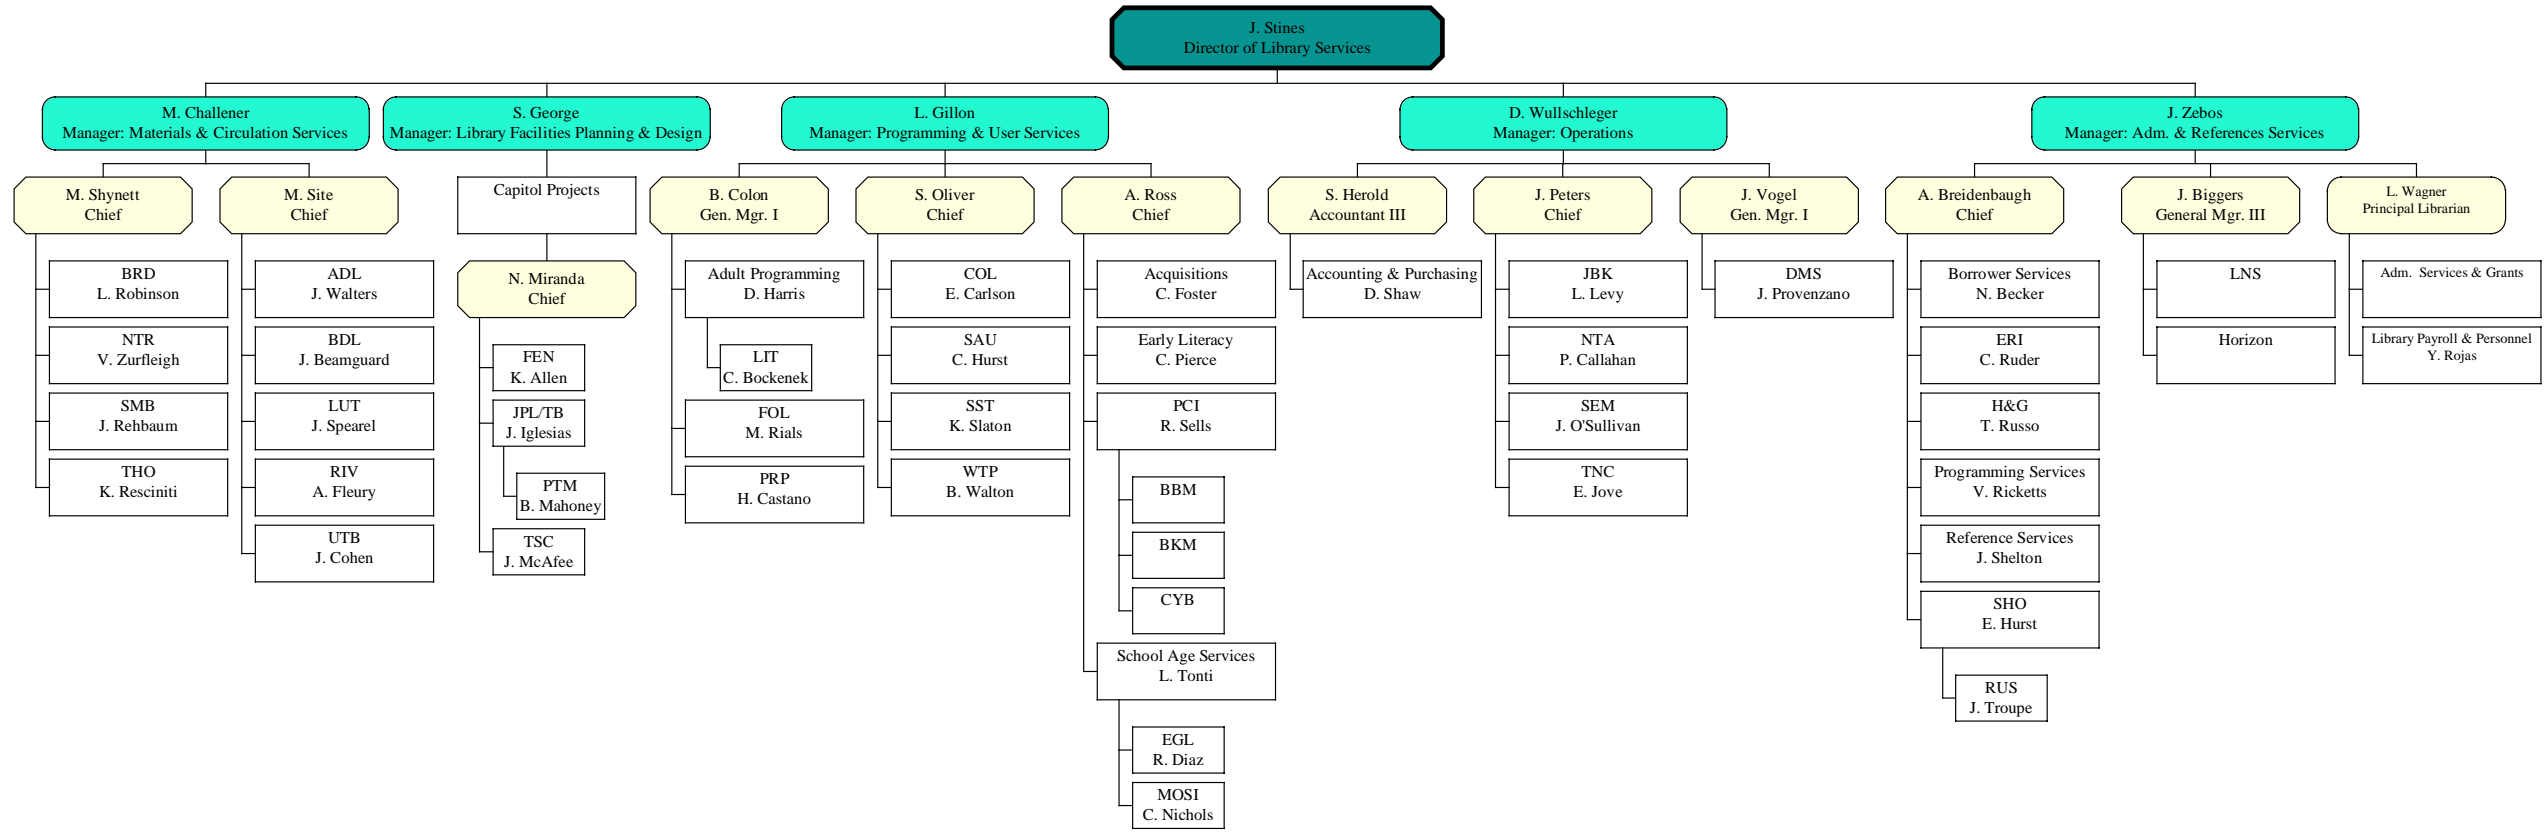 J. Stines
Director of Library Services
M. Challener
Manager: Materials & Circulation Services
S. George
Manager: Library Facilities Planning & Design
L. Gillon
Manager: Programming & User Services
D. Wullschleger
Manager: Operations
J. Zebos
Manager: Adm. & References Services
M. Shynett
Chief
M. Site
Chief
Capitol Projects
B. Colon
Gen. Mgr. I
S. Oliver
Chief
A. Ross
Chief
S. Herold
Accountant III
J. Peters
Chief
J. Vogel
Gen. Mgr. I
A. Breidenbaugh
Chief
J. Biggers
General Mgr. III
L. Wagner
Principal Librarian
BRD
L. Robinson
NTR
V. Zurfleigh
SMB
J. Rehbaum
THO
K. Resciniti
ADL
J. Walters
BDL
J. Beamguard
LUT
J. Spearel
RIV
A. Fleury
UTB
J. Cohen
N. Miranda
Chief
FEN
K. Allen
JPL/TB
J. Iglesias
PTM
B. Mahoney
TSC
J. McAfee
Adult Programming
D. Harris
LIT
C. Bockenek
FOL
M. Rials
PRP
H. Castano
COL
E. Carlson
SAU
C. Hurst
SST
K. Slaton
WTP
B. Walton
Acquisitions
C. Foster
Early Literacy
C. Pierce
PCI
R. Sells
BBM
BKM
CYB
School Age Services
L. Tonti
EGL
R. Diaz
MOSI
C. Nichols
Accounting & Purchasing
D. Shaw
JBK
L. Levy
NTA
P. Callahan
SEM
J. O'Sullivan
TNC
E. Jove
DMS
J. Provenzano
Borrower Services
N. Becker
ERI
C. Ruder
H&G
T. Russo
Programming Services
V. Ricketts
Reference Services
J. Shelton
SHO
E. Hurst
RUS
J. Troupe
LNS
Horizon
Adm. Services & Grants
Library Payroll & Personnel
Y. Rojas